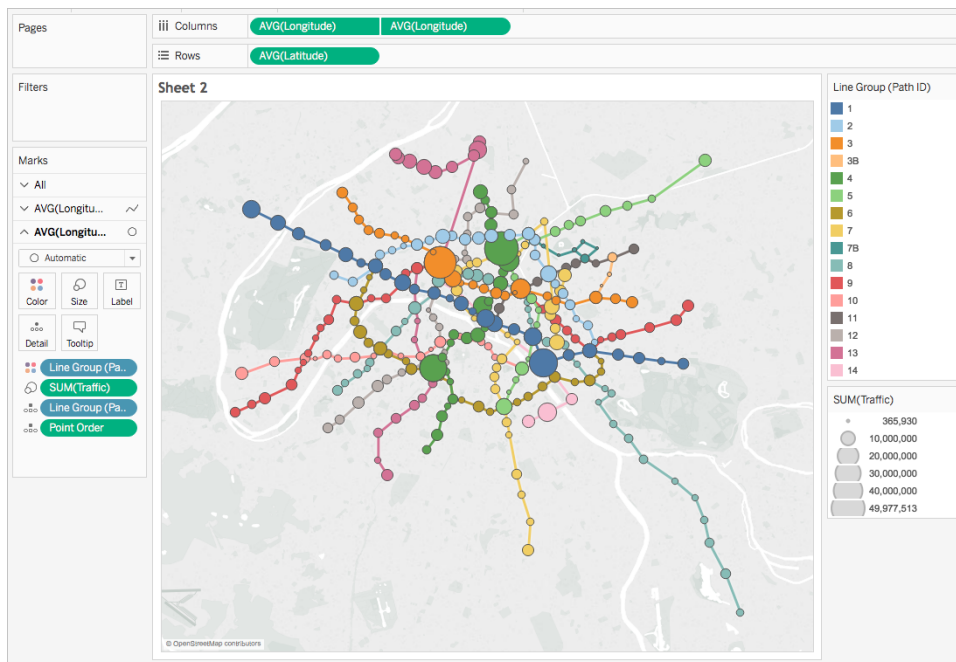 Pages
Columns
AVG(Longitude)
AVG(Longitude)
Rows
AVG(Latitude)
Filters
Sheet 2
Marks
All
AVG(Longitu...
AVG(Longitu...
Automatic
Color
Size
Label
Detail
Tooltip
Line Group (Pa..
SUM(Traffic)
Line Group (Pa..
Point Order
© OpenStreetMap contributors
Line Group (Path ID)
1
2
3
3B
4
5
6
7
7B
8
9
10
11
12
13
14
SUM(Traffic)
365,930
10,000,000
20,000,000
30,000,000
40,000,000
49,977,513